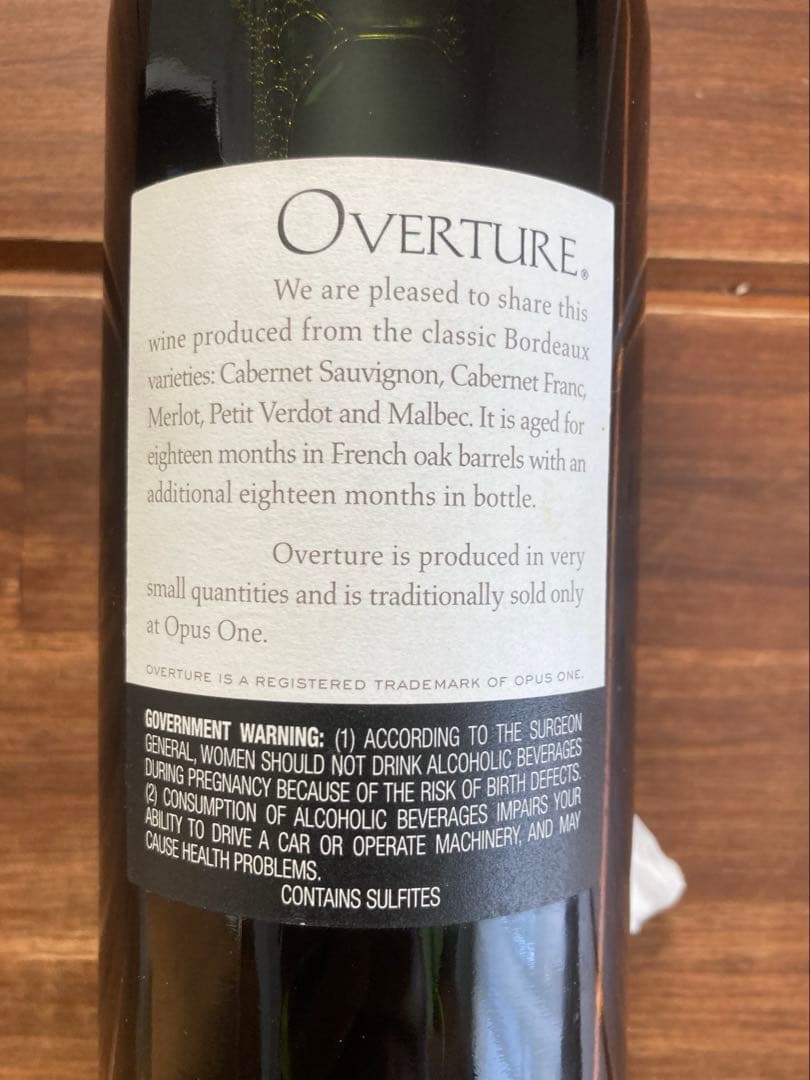 OVERTURE®
We are pleased to share this
wine produced from the classic Bordeaux
varieties: Cabernet Sauvignon, Cabernet Franc,
Merlot, Petit Verdot and Malbec. It is aged for
eighteen months in French oak barrels with an
additional eighteen months in bottle.
Overture is produced in very
small quantities and is traditionally sold only
at Opus One.
OVERTURE IS A REGISTERED TRADEMARK OF OPUS ONE.
GOVERNMENT WARNING: (1) ACCORDING TO THE SURGEON
GENERAL, WOMEN SHOULD NOT DRINK ALCOHOLIC BEVERAGES
DURING PREGNANCY BECAUSE OF THE RISK OF BIRTH DEFECTS.
(2) CONSUMPTION OF ALCOHOLIC BEVERAGES IMPAIRS YOUR
ABILITY TO DRIVE A CAR OR OPERATE MACHINERY, AND MAY
CAUSE HEALTH PROBLEMS.
CONTAINS SULFITES